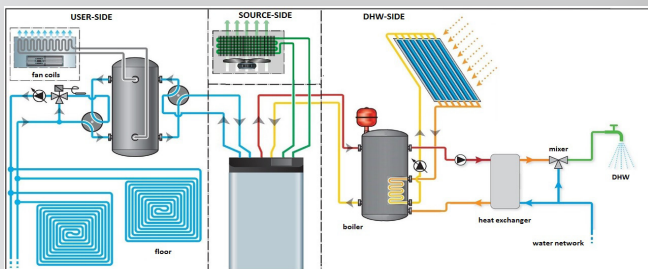 USER-SIDE
SOURCE-SIDE
DHW-SIDE
fan coils
mixer
DHW
boiler
heat exchanger
floor
water network